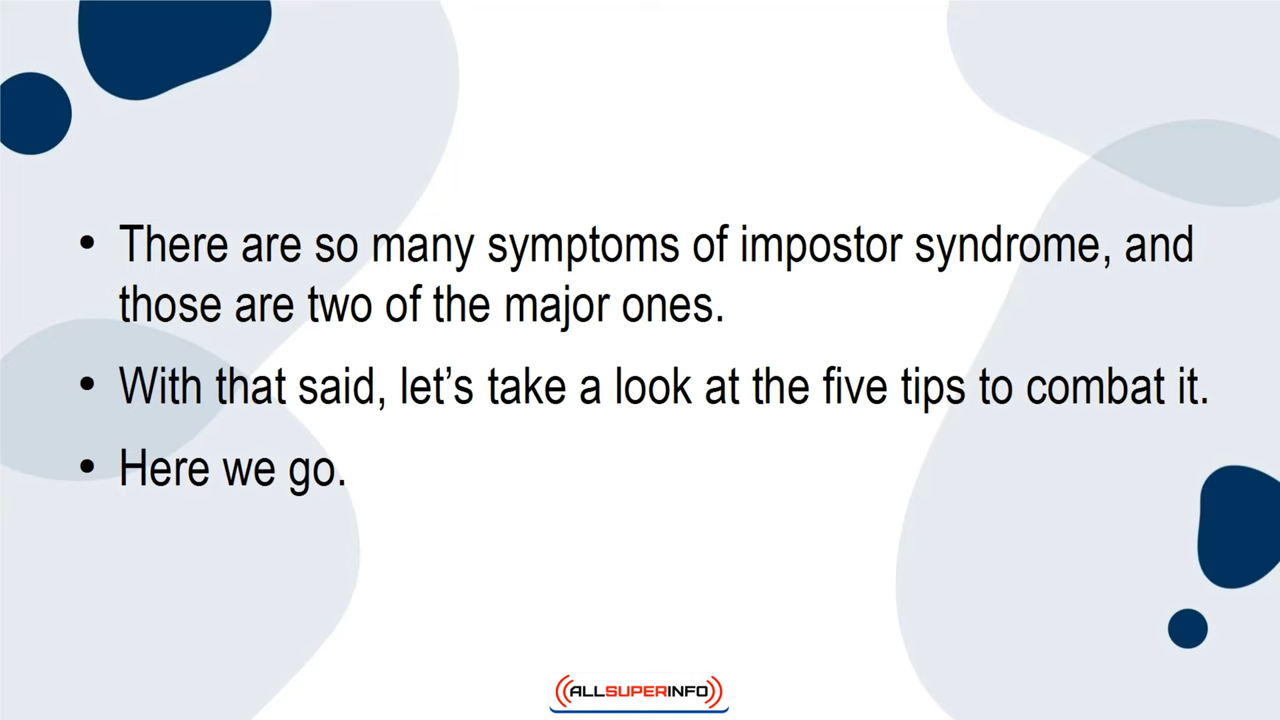 • There are so many symptoms of impostor syndrome, and
those are two of the major ones.
• With that said, let’s take a look at the five tips to combat it.
• Here we go.
ALLSUPERINFO